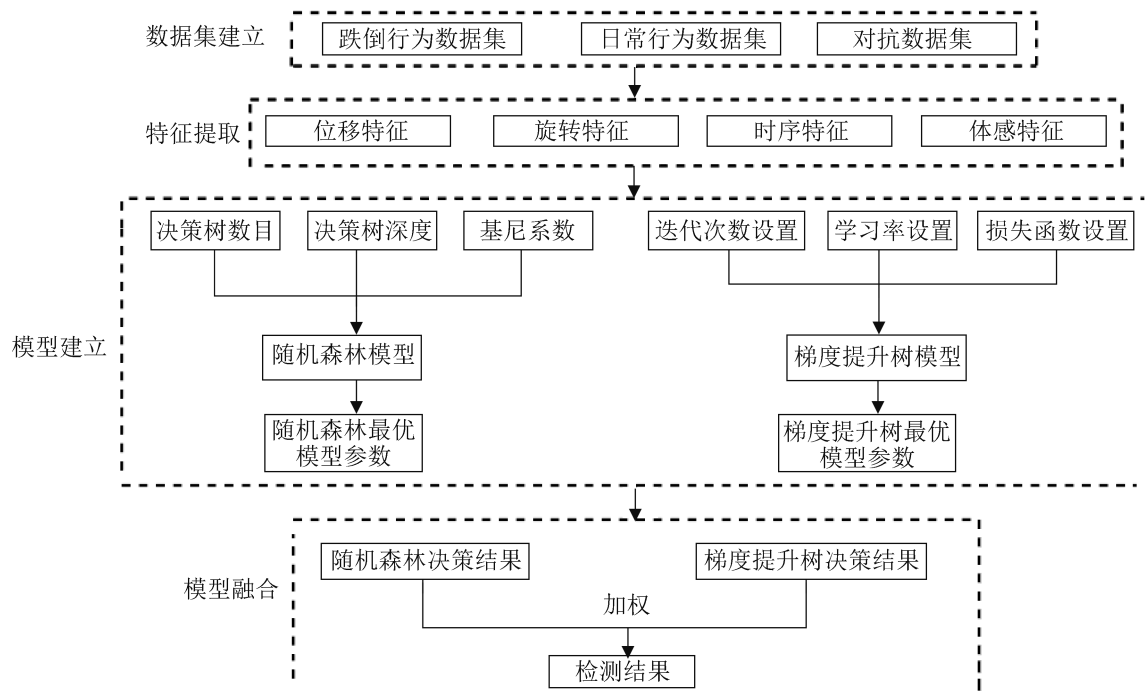 数据集建立
跌倒行为数据集
日常行为数据集
对抗数据集
特征提取
位移特征
旋转特征
时序特征
体感特征
模型建立
决策树数目
决策树深度
基尼系数
迭代次数设置
学习率设置
损失函数设置
随机森林模型
梯度提升树模型
随机森林最优
模型参数
梯度提升树最优
模型参数
模型融合
随机森林决策结果
梯度提升树决策结果
加权
检测结果